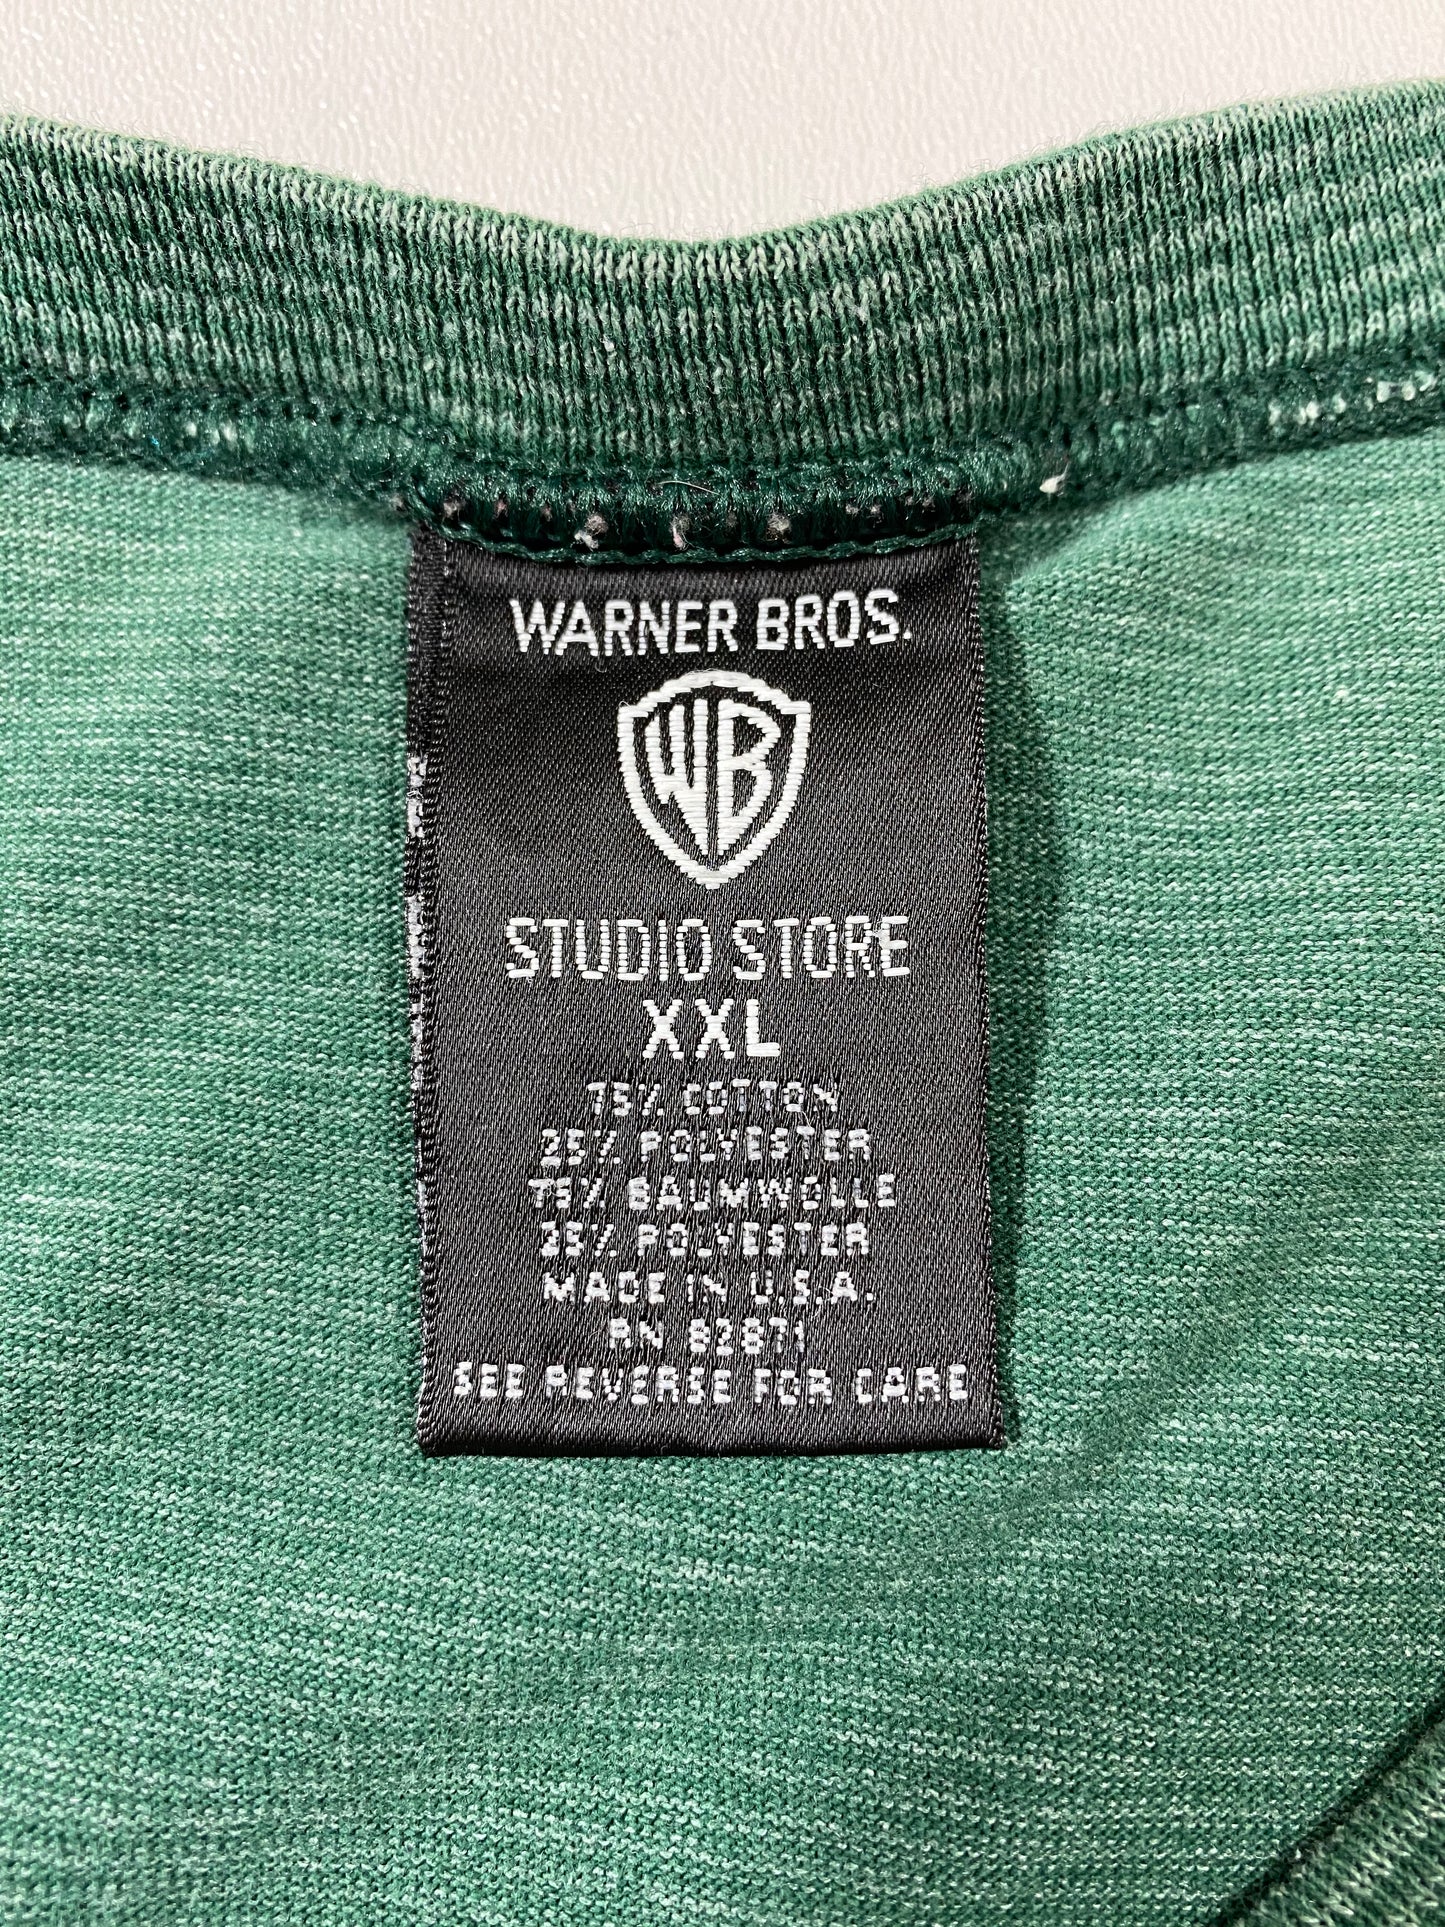 WARNER BROS.
WB
STUDIO STORE
XXL
75% COTTON
25% POLYESTER
75% BAUMWOLLE
25% POLYESTER
MADE IN U.S.A.
RN 82871
SEE REVERSE FOR CARE